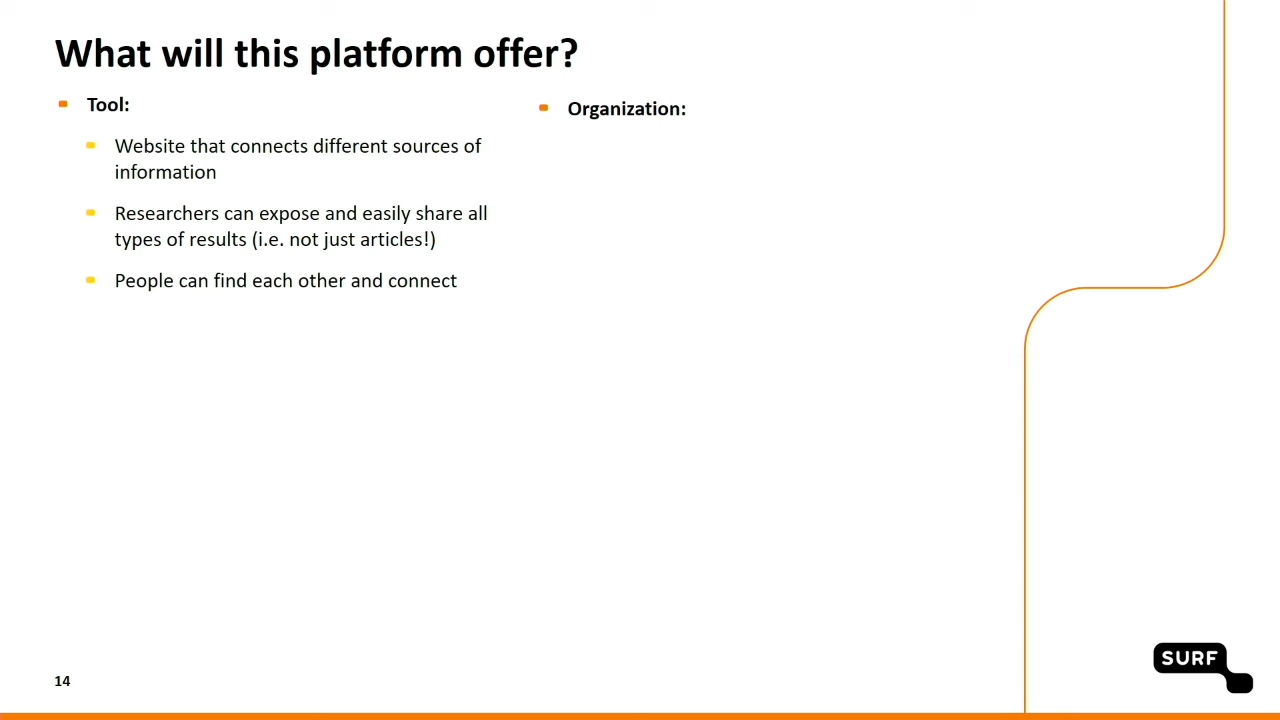 What will this platform offer?
Tool:
Website that connects different sources of
information
Researchers can expose and easily share all
types of results (i.e. not just articles!)
People can find each other and connect
Organization:
14
SURF